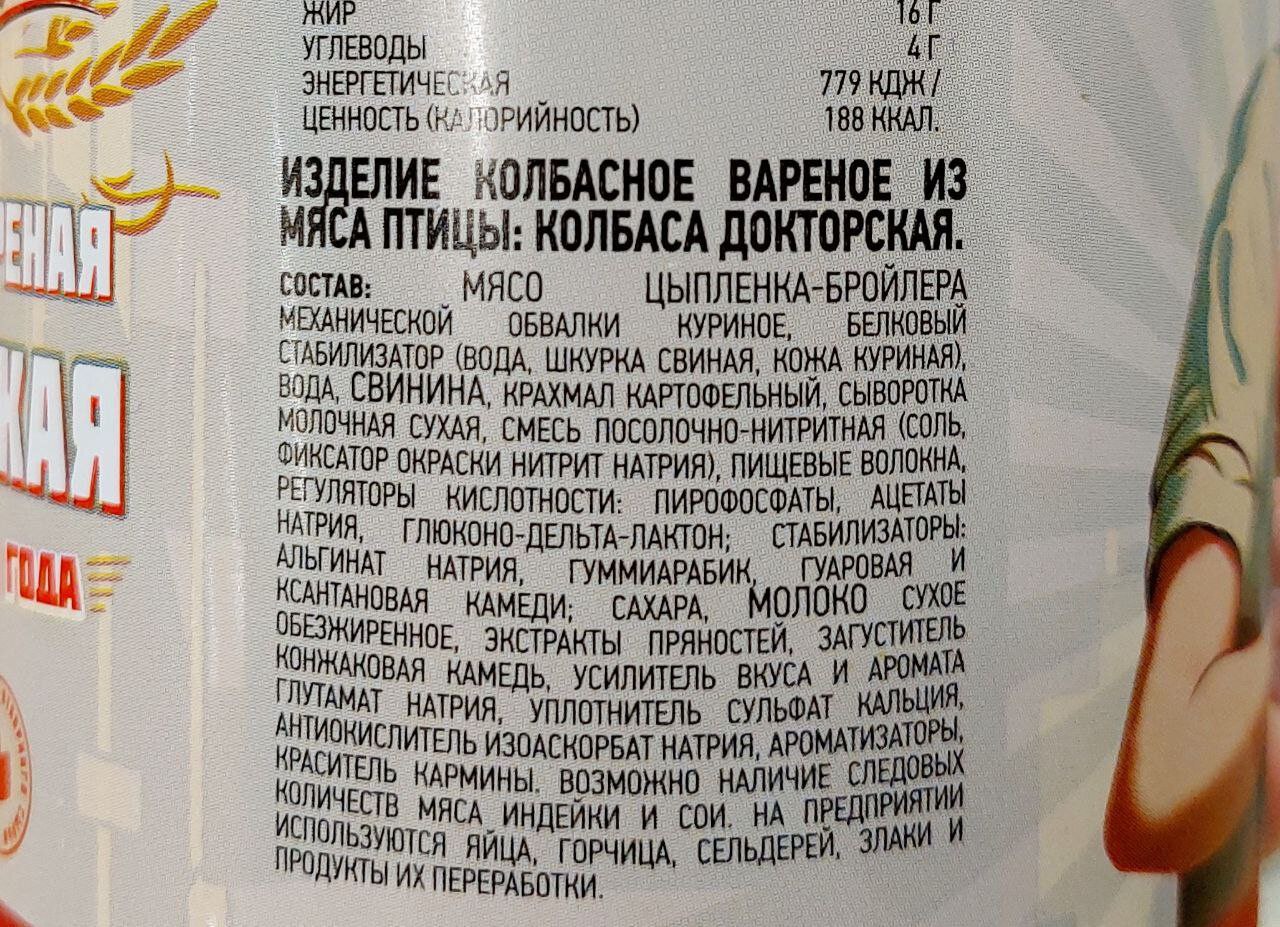 ЖИР 16 Г
УГЛЕВОДЫ 4 Г
ЭНЕРГЕТИЧЕСКАЯ 779 КДЖ /
ЦЕННОСТЬ (КАЛОРИЙНОСТЬ) 188 ККАЛ.
ИЗДЕЛИЕ КОЛБАСНОЕ ВАРЕНОЕ ИЗ
МЯСА ПТИЦЫ: КОЛБАСА ДОКТОРСКАЯ.
СОСТАВ: МЯСО ЦЫПЛЕНКА-БРОЙЛЕРА
МЕХАНИЧЕСКОЙ ОБВАЛКИ КУРИНОЕ, БЕЛКОВЫЙ
СТАБИЛИЗАТОР (ВОДА, ШКУРКА СВИНАЯ, КОЖА КУРИНАЯ),
ВОДА, СВИНИНА, КРАХМАЛ КАРТОФЕЛЬНЫЙ, СЫВОРОТКА
МОЛОЧНАЯ СУХАЯ, СМЕСЬ ПОСОЛОЧНО-НИТРИТНАЯ (СОЛЬ,
ФИКСАТОР ОКРАСКИ НИТРИТ НАТРИЯ), ПИЩЕВЫЕ ВОЛОКНА,
РЕГУЛЯТОРЫ КИСЛОТНОСТИ: ПИРОФОСФАТЫ, АЦЕТАТЫ
НАТРИЯ, ГЛЮКОНО-ДЕЛЬТА-ЛАКТОН; СТАБИЛИЗАТОРЫ:
АЛЬГИНАТ НАТРИЯ, ГУММИАРАБИК, ГУАРОВАЯ И
КСАНТАНОВАЯ КАМЕДИ; САХАРА, МОЛОКО СУХОЕ
ОБЕЗЖИРЕННОЕ, ЭКСТРАКТЫ ПРЯНОСТЕЙ, ЗАГУСТИТЕЛЬ
КОНЖАКОВАЯ КАМЕДЬ, УСИЛИТЕЛЬ ВКУСА И АРОМАТА
ГЛУТАМАТ НАТРИЯ, УПЛОТНИТЕЛЬ СУЛЬФАТ КАЛЬЦИЯ,
АНТИОКИСЛИТЕЛЬ ИЗОАСКОРБАТ НАТРИЯ, АРОМАТИЗАТОРЫ,
КРАСИТЕЛЬ КАРМИНЫ. ВОЗМОЖНО НАЛИЧИЕ СЛЕДОВЫХ
КОЛИЧЕСТВ МЯСА ИНДЕЙКИ И СОИ. НА ПРЕДПРИЯТИИ
ИСПОЛЬЗУЮТСЯ ЯЙЦА, ГОРЧИЦА, СЕЛЬДЕРЕЙ, ЗЛАКИ И
ПРОДУКТЫ ИХ ПЕРЕРАБОТКИ.
РЕНАЯ
КАЯ
ГОДА